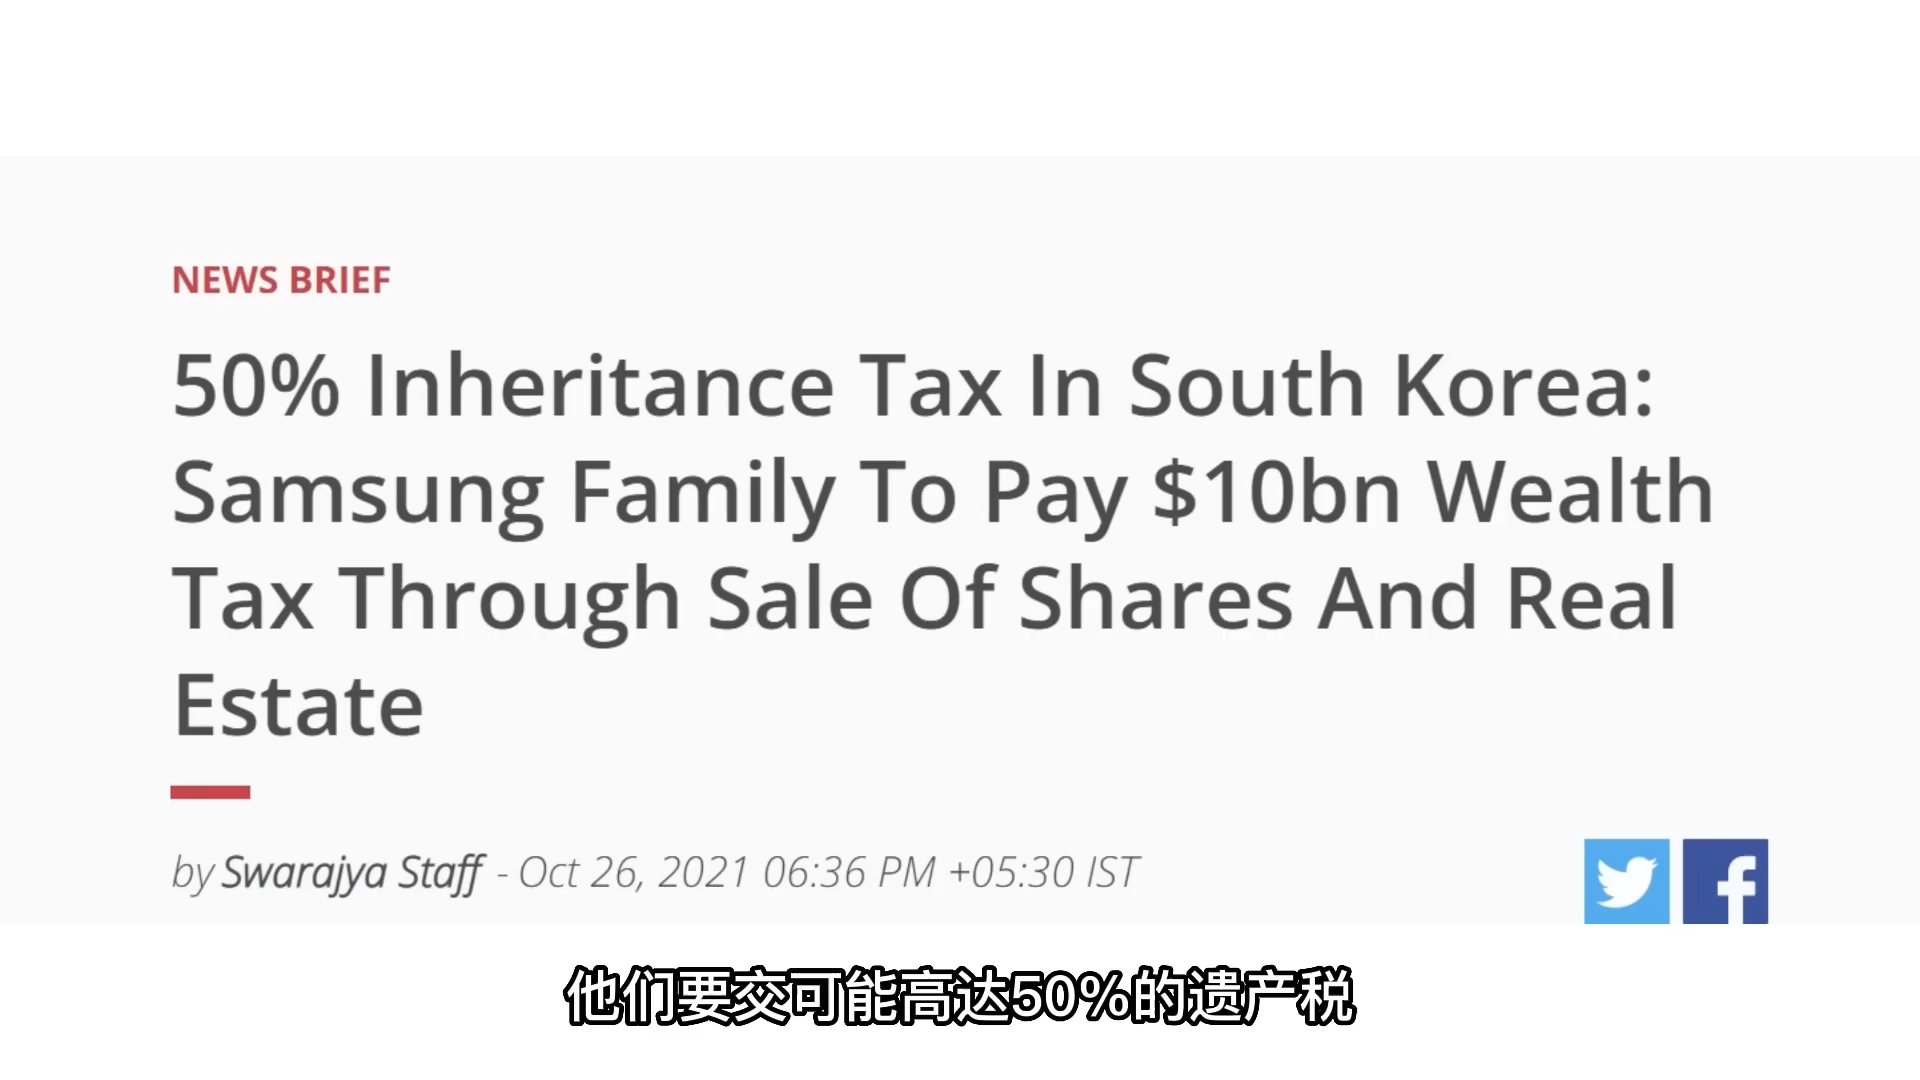 NEWS BRIEF
50% Inheritance Tax In South Korea:
Samsung Family To Pay $10bn Wealth
Tax Through Sale Of Shares And Real
Estate
by Swarajya Staff - Oct 26, 2021 06:36 PM +05:30 IST
他们要交可能高达50%的遗产税